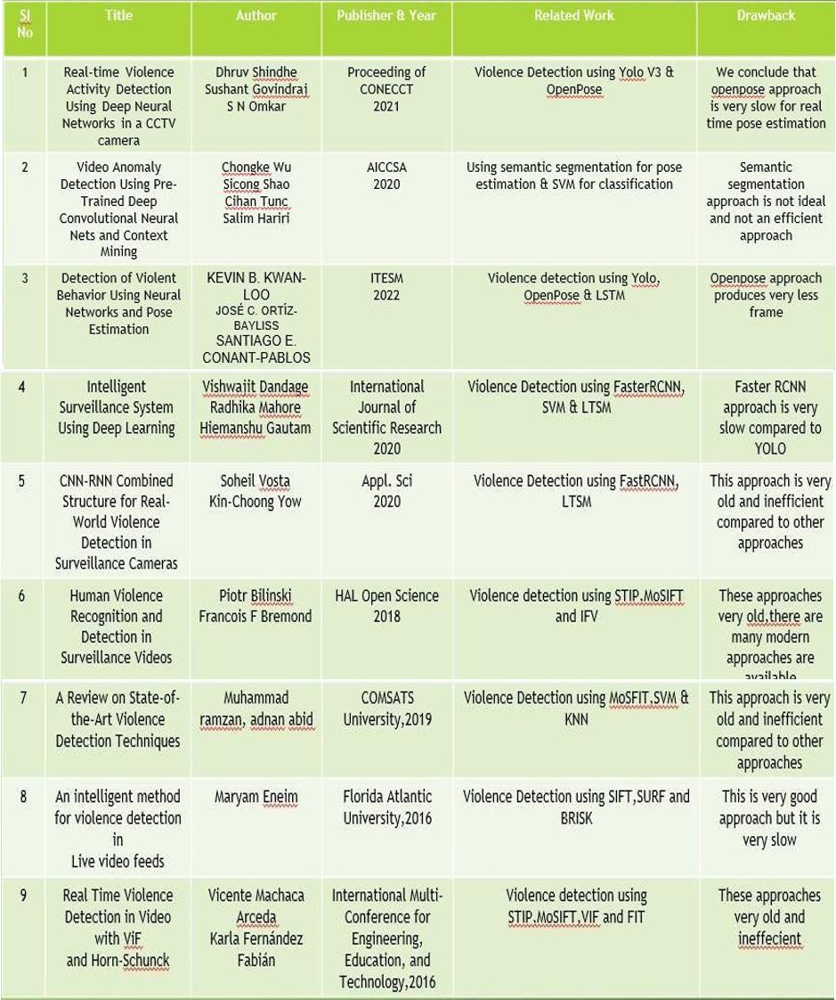 Sl No Title Author Publisher & Year Related Work Drawback
1
Real-time Violence
Activity Detection
Using Deep Neural
Networks in a CCTV
camera
Dhruv Shindhe
Sushant Govindraj
S N Omkar
Proceeding of
CONECCT
2021
Violence Detection using Yolo V3 &
OpenPose
We conclude that
openpose approach
is very slow for real
time pose estimation
2
Video Anomaly
Detection Using Pre-
Trained Deep
Convolutional Neural
Nets and Context
Mining
Chongke Wu
Sicong Shao
Cihan Tunc
Salim Hariri
AICCSA
2020
Using semantic segmentation for pose
estimation & SVM for classification
Semantic
segmentation
approach is not ideal
and not an efficient
approach
3
Detection of Violent
Behavior Using Neural
Networks and Pose
Estimation
KEVIN B. KWAN-
LOO
JOSÉ C. ORTÍZ-
BAYLISS
SANTIAGO E.
CONANT-PABLOS
ITESM
2022
Violence detection using Yolo,
OpenPose & LSTM
Openpose approach
produces very less
frame
4
Intelligent
Surveillance System
Using Deep Learning
Vishwajit Dandage
Radhika Mahore
Hiemanshu Gautam
International
Journal of
Scientific Research
2020
Violence Detection using FasterRCNN,
SVM & LTSM
Faster RCNN
approach is very
slow compared to
YOLO
5
CNN-RNN Combined
Structure for Real-
World Violence
Detection in
Surveillance Cameras
Soheil Vosta
Kin-Choong Yow
Appl. Sci
2020
Violence Detection using FastRCNN,
LTSM
This approach is very
old and inefficient
compared to other
approaches
6
Human Violence
Recognition and
Detection in
Surveillance Videos
Piotr Bilinski
Francois F Bremond
HAL Open Science
2018
Violence detection using STIP,MoSIFT
and IFV
These approaches
very old,there are
many modern
approaches are
available
7
A Review on State-of-
the-Art Violence
Detection Techniques
Muhammad
ramzan, adnan abid
COMSATS
University,2019
Violence Detection using MoSFIT,SVM &
KNN
This approach is very
old and inefficient
compared to other
approaches
8
An intelligent method
for violence detection
in
Live video feeds
Maryam Eneim
Florida Atlantic
University,2016
Violence Detection using SIFT,SURF and
BRISK
This is very good
approach but it is
very slow
9
Real Time Violence
Detection in Video
with ViF
and Horn-Schunck
Vicente Machaca
Arceda
Karla Fernández
Fabián
International Multi-
Conference for
Engineering,
Education, and
Technology,2016
Violence detection using
STIP,MoSIFT,VIF and FIT
These approaches
very old and
ineffecient